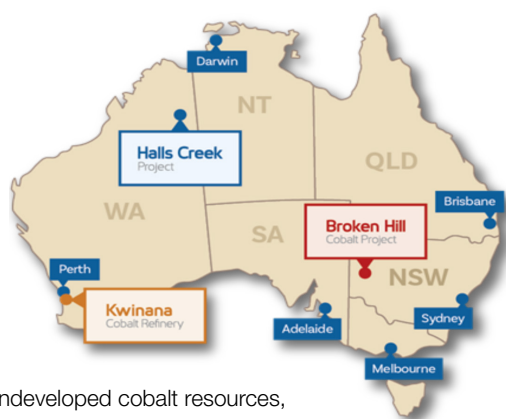 Darwin
NT
Halls Creek
Project
QLD
WA
Brisbane
SA
Broken Hill
Cobalt Project
NSW
Perth
Kwinana
Cobalt Refinery
Sydney
Adelaide
Melbourne
ndeveloped cobalt resources,